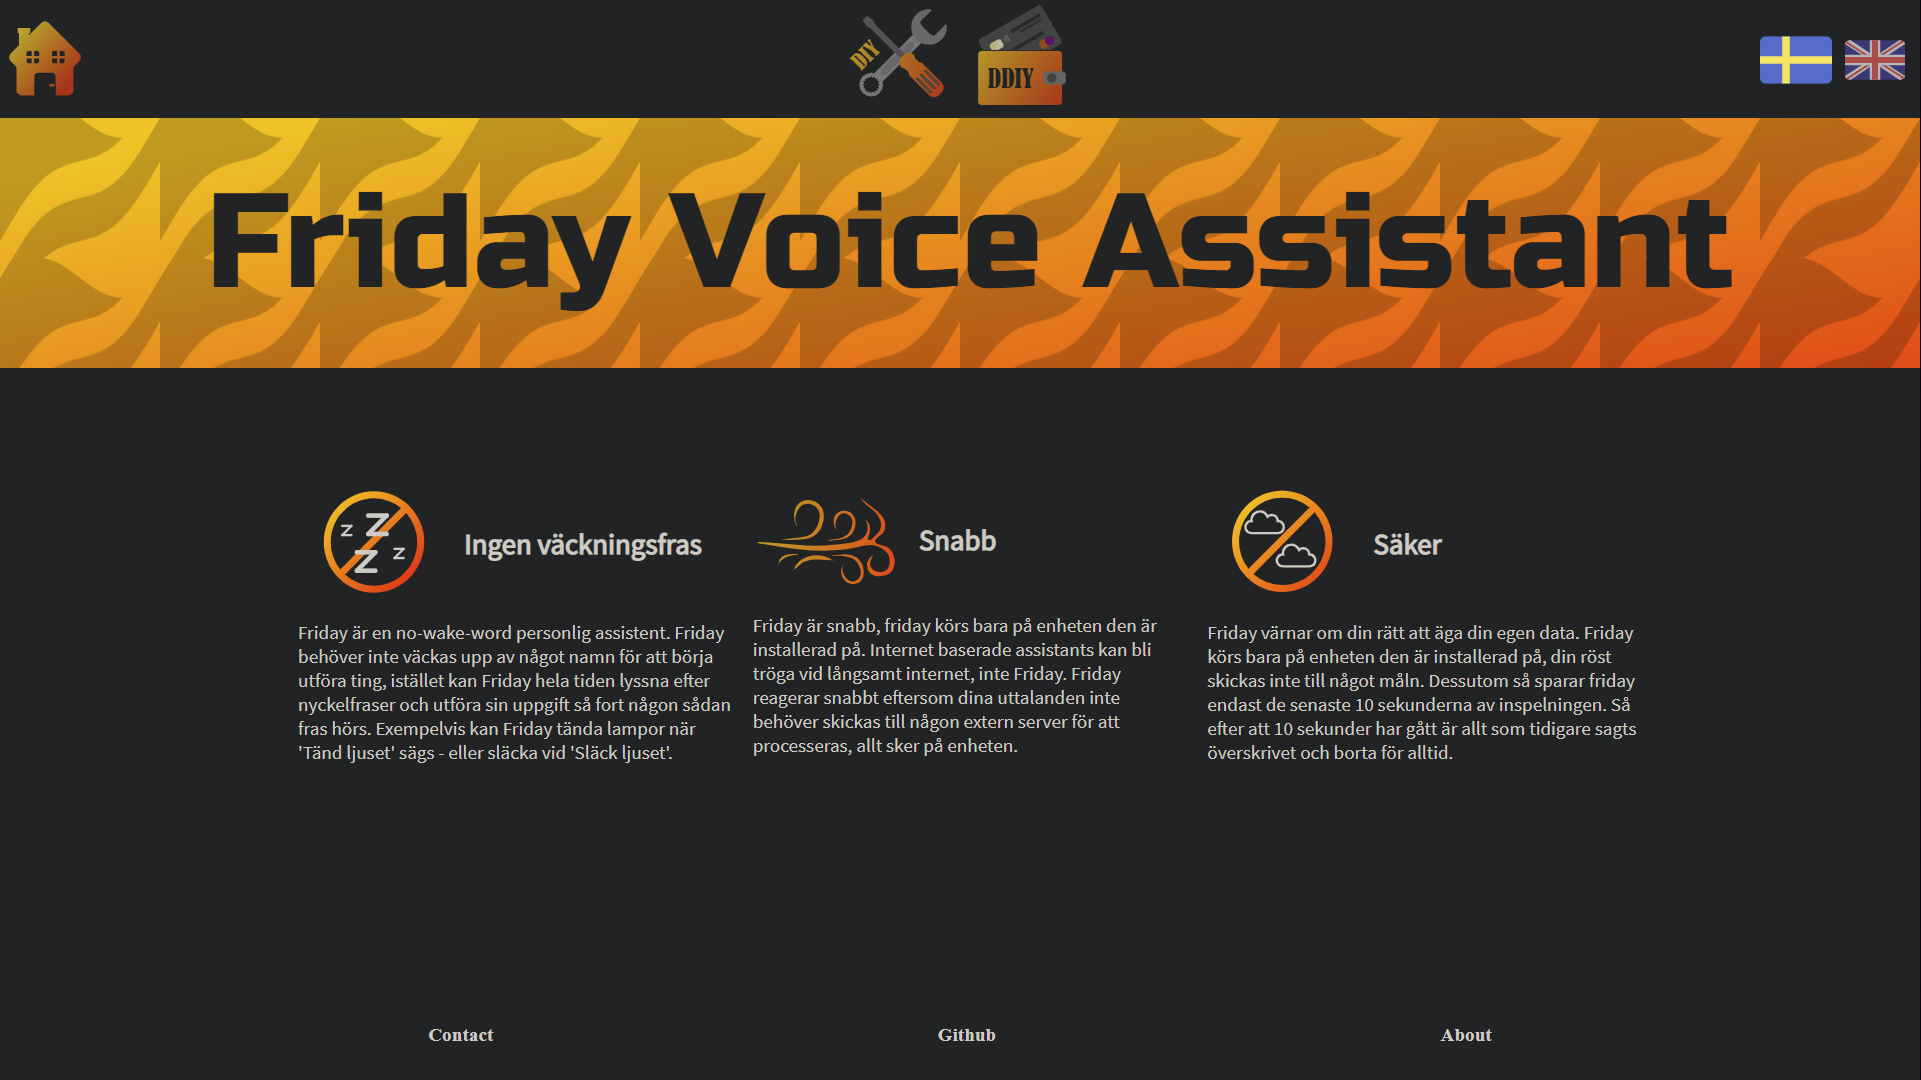 DIY
DDIY
Friday Voice Assistant
z Z
Z z
Ingen väckningsfras
Friday är en no-wake-word personlig assistent. Friday
behöver inte väckas upp av något namn för att börja
utföra ting, istället kan Friday hela tiden lyssna efter
nyckelfraser och utföra sin uppgift så fort någon sådan
fras hörs. Exempelvis kan Friday tända lampor när
'Tänd ljuset' sägs - eller släcka vid 'Släck ljuset'.
Snabb
Friday är snabb, friday körs bara på enheten den är
installerad på. Internet baserade assistants kan bli
tröga vid långsamt internet, inte Friday. Friday
reagerar snabbt eftersom dina uttalanden inte
behöver skickas till någon extern server för att
processeras, allt sker på enheten.
Säker
Friday värnar om din rätt att äga din egen data. Friday
körs bara på enheten den är installerad på, din röst
skickas inte till något måln. Dessutom så sparar friday
endast de senaste 10 sekunderna av inspelningen. Så
efter att 10 sekunder har gått är allt som tidigare sagts
överskrivet och borta för alltid.
Contact
Github
About